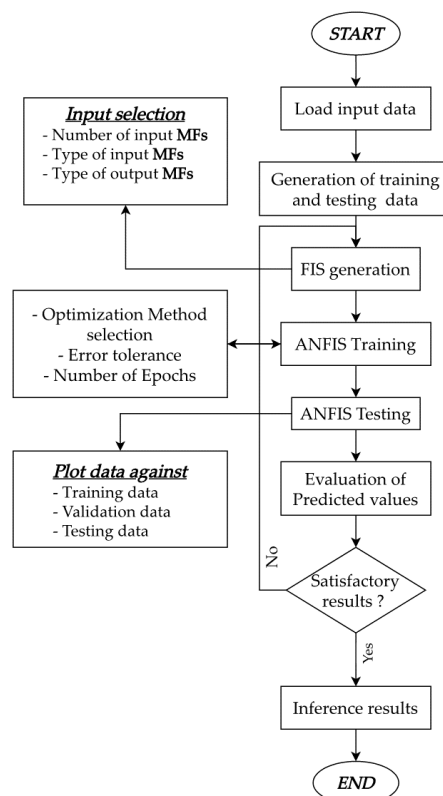 START
Load input data
Input selection
- Number of input MFs
- Type of input MFs
- Type of output MFs
Generation of training
and testing data
FIS generation
- Optimization Method
selection
- Error tolerance
- Number of Epochs
ANFIS Training
ANFIS Testing
Plot data against
- Training data
- Validation data
- Testing data
Evaluation of
Predicted values
No
Satisfactory
results ?
Yes
Inference results
END